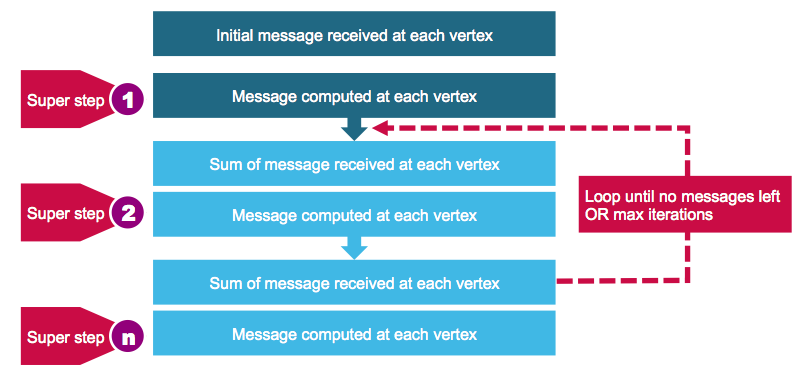 Initial message received at each vertex
Super step 1
Message computed at each vertex
Sum of message received at each vertex
Super step 2
Message computed at each vertex
Loop until no messages left
OR max iterations
Sum of message received at each vertex
Super step n
Message computed at each vertex